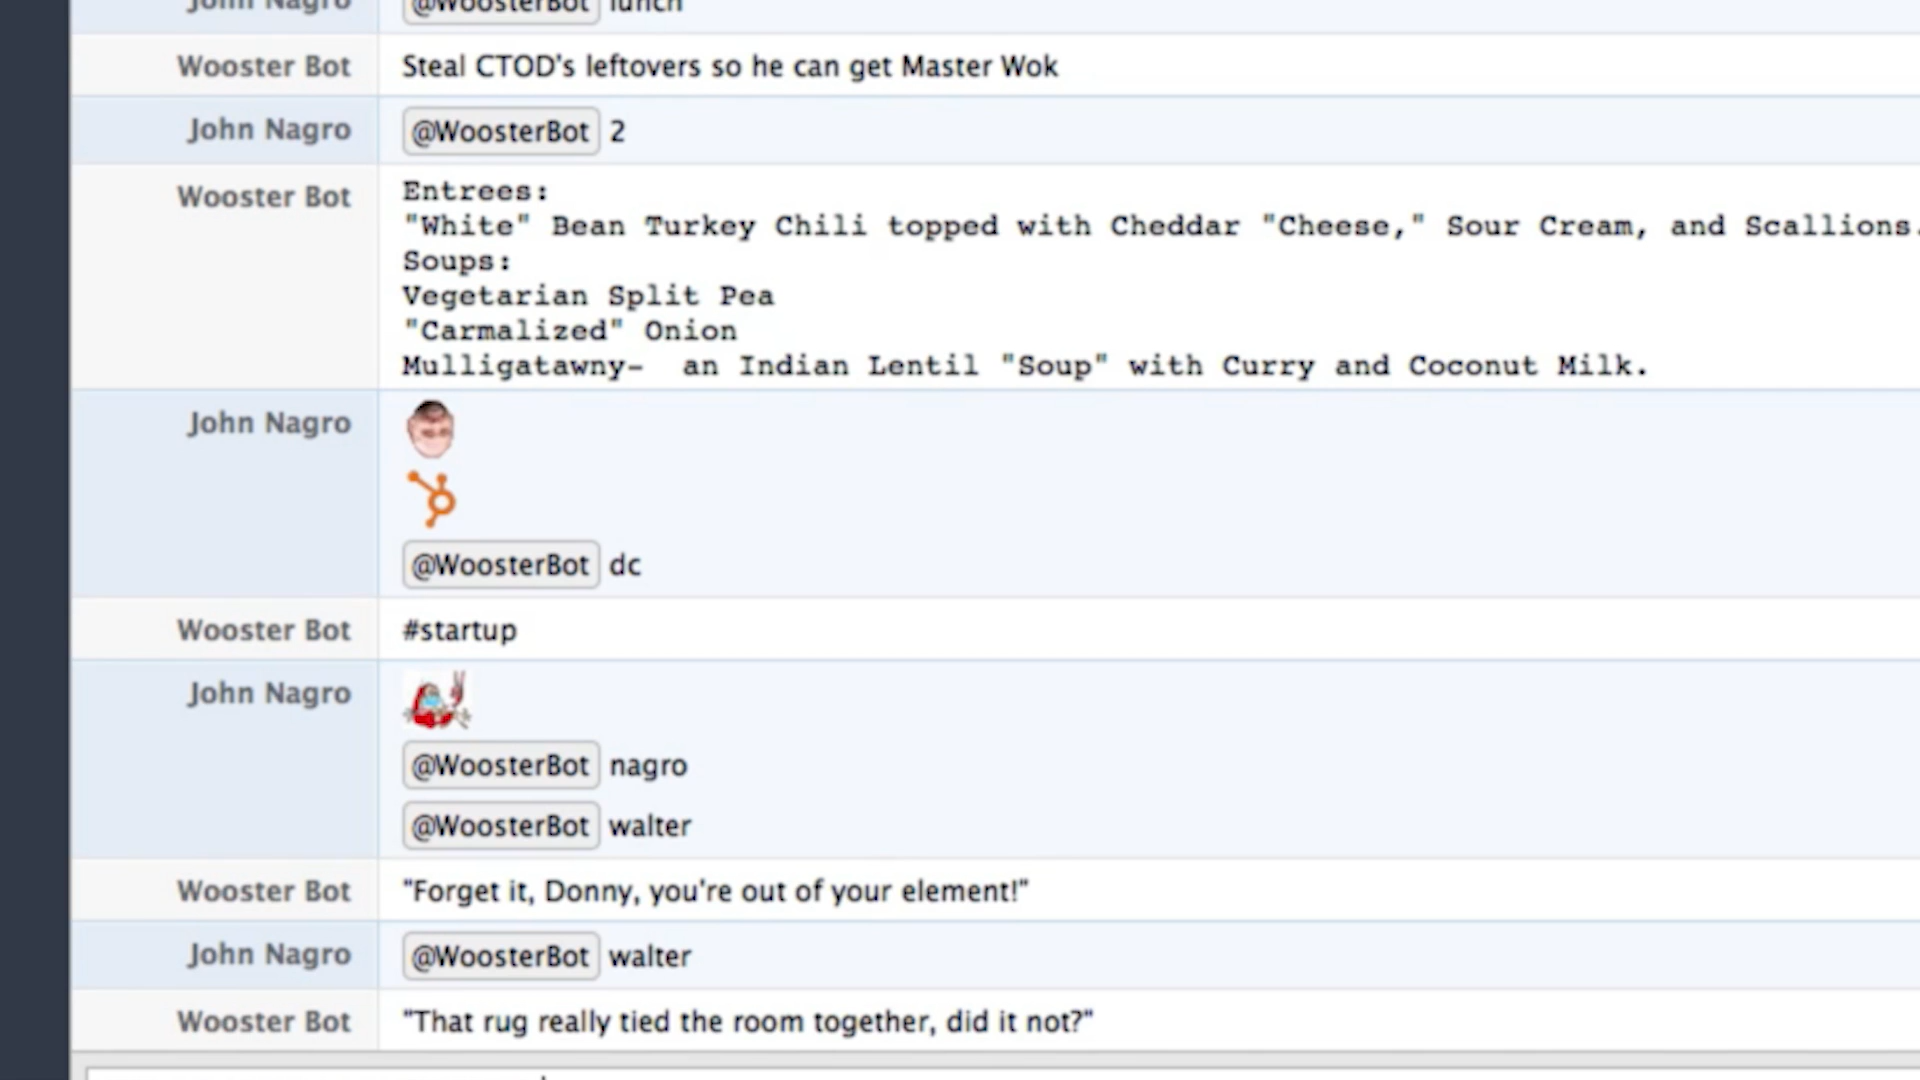 John Nagro @WoosterBot lunch
Wooster Bot Steal CTOD's leftovers so he can get Master Wok
John Nagro @WoosterBot 2
Wooster Bot Entrees:
"White" Bean Turkey Chili topped with Cheddar "Cheese," Sour Cream, and Scallions.
Soups:
Vegetarian Split Pea
"Carmalized" Onion
Mulligatawny-  an Indian Lentil "Soup" with Curry and Coconut Milk.
John Nagro
@WoosterBot dc
Wooster Bot #startup
John Nagro
@WoosterBot nagro
@WoosterBot walter
Wooster Bot "Forget it, Donny, you're out of your element!"
John Nagro @WoosterBot walter
Wooster Bot "That rug really tied the room together, did it not?"